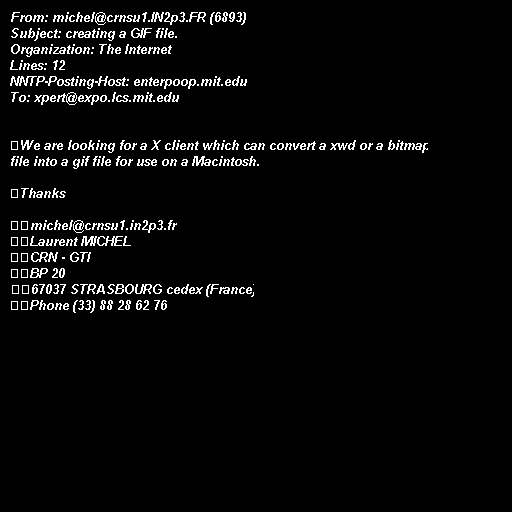 From: michel@crnsu1.IN2p3.FR (6893)
Subject: creating a GIF file.
Organization: The Internet
Lines: 12
NNTP-Posting-Host: enterpoop.mit.edu
To: xpert@expo.lcs.mit.edu
We are looking for a X client which can convert a xwd or a bitmap
file into a gif file for use on a Macintosh.
Thanks
michel@crnsu1.in2p3.fr
Laurent MICHEL
CRN - GTI
BP 20
67037 STRASBOURG cedex (France)
Phone (33) 88 28 62 76